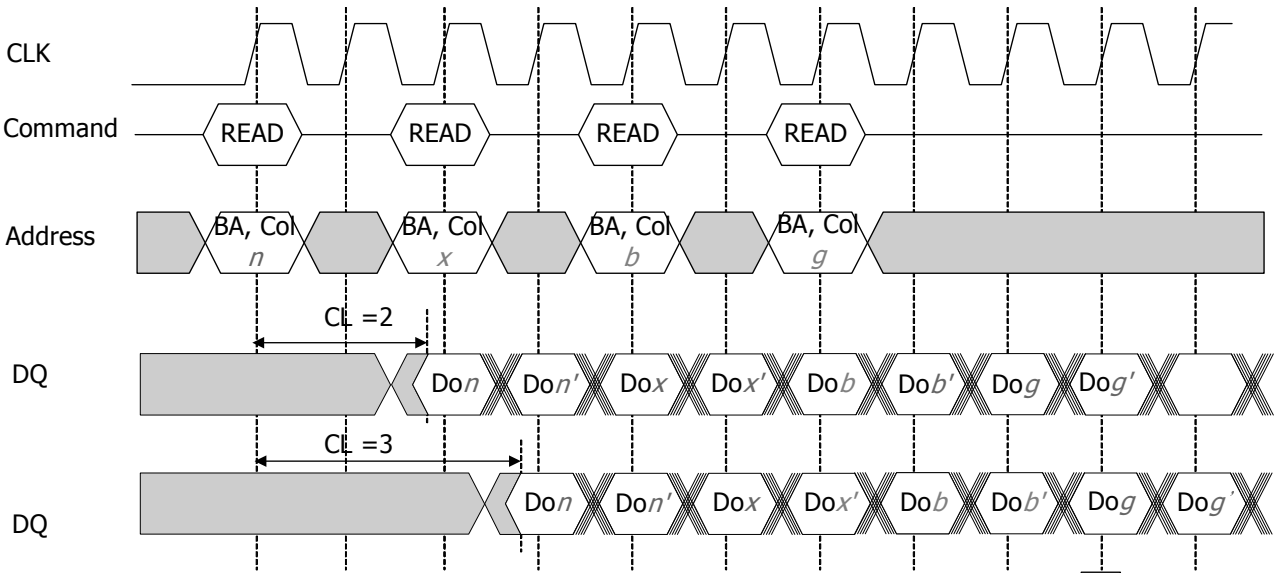 CLK
Command READ READ READ READ
Address BA, Col BA, Col BA, Col BA, Col
n x b g
CL =2
DQ Don Don' Dox Dox' Dob Dob' Dog Dog'
CL =3
DQ Don Don' Dox Dox' Dob Dob' Dog Dog'